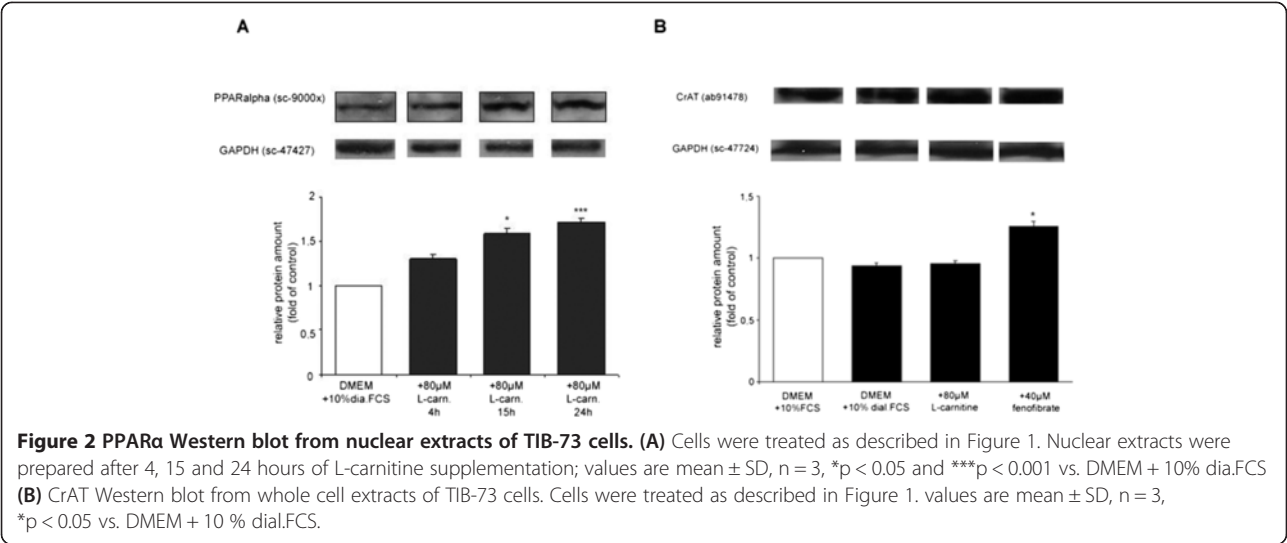 A
B
PPARalpha (sc-9000x)
GAPDH (sc-47427)
CrAT (ab91478)
GAPDH (sc-47724)
relative protein amount
(fold of control)
2
1.5
1
0.5
0
*
***
DMEM
+10%dia.FCS
+80µM
L-carn.
4h
+80µM
L-carn.
15h
+80µM
L-carn.
24h
relative protein amount
(fold of control)
1.5
1
0.5
0
*
DMEM
+10%FCS
DMEM
+10% dial.FCS
+80µM
L-carnitine
+40µM
fenofibrate
Figure 2 PPARα Western blot from nuclear extracts of TIB-73 cells. (A) Cells were treated as described in Figure 1. Nuclear extracts were
prepared after 4, 15 and 24 hours of L-carnitine supplementation; values are mean ± SD, n = 3, *p < 0.05 and ***p < 0.001 vs. DMEM + 10% dia.FCS
(B) CrAT Western blot from whole cell extracts of TIB-73 cells. Cells were treated as described in Figure 1. values are mean ± SD, n = 3,
*p < 0.05 vs. DMEM + 10 % dial.FCS.